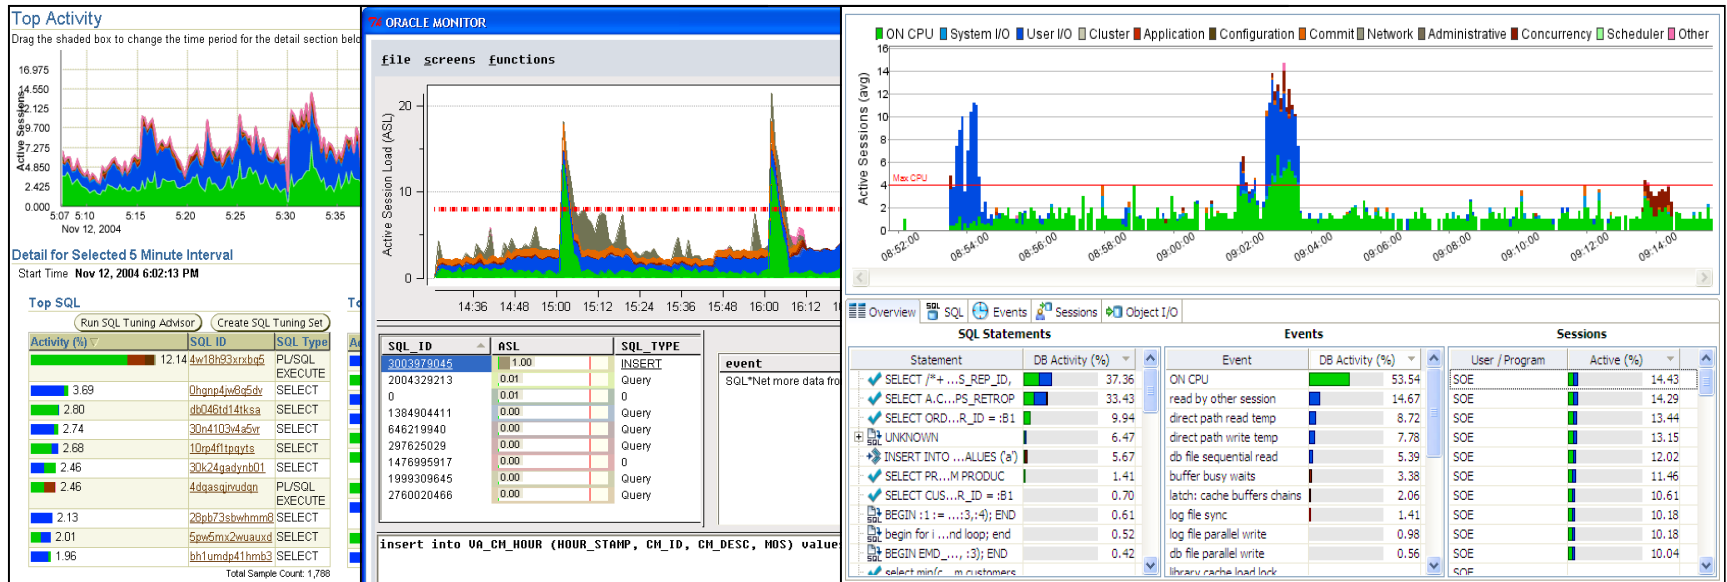 Top Activity
Drag the shaded box to change the time period for the detail section belo
16.975
14.550
12.125
9.700
7.275
4.850
2.425
0.000
Active Sessions
5:07 5:10 5:15 5:20 5:25 5:30 5:35
Nov 12, 2004
Detail for Selected 5 Minute Interval
Start Time Nov 12, 2004 6:02:13 PM
Top SQL
Run SQL Tuning Advisor Create SQL Tuning Set
Activity (%) SQL ID SQL Type
12.14 4w18h93xrxbq5 PL/SQL EXECUTE
3.69 0hgnp4jw8q5dv SELECT
2.80 db046td14tksa SELECT
2.74 30n4103v4a5vr SELECT
2.68 10rp4f1tpqyts SELECT
2.46 30k24gadynb01 SELECT
2.46 4dqasqjrvudqn PL/SQL EXECUTE
2.13 28pb73sbwhmm8 SELECT
2.01 5pw5mx2wuauxd SELECT
1.96 bh1umdp41hmb3 SELECT
Total Sample Count: 1,788
ORACLE MONITOR
file screens functions
Active Session Load (ASL)
20
10
0
14:36 14:48 15:00 15:12 15:24 15:36 15:48 16:00 16:12
SQL_ID ASL SQL_TYPE
3003979045 1.00 INSERT
2004329213 0.01 Query
0 0.01 0
1384904411 0.00 Query
646219940 0.00 Query
297625029 0.00 Query
1476995917 0.00 0
1999309645 0.00 Query
2760020466 0.00 Query
event
SQL*Net more data fro
insert into VA_CM_HOUR (HOUR_STAMP, CM_ID, CM_DESC, MOS) value
ON CPU System I/O User I/O Cluster Application Configuration Commit Network Administrative Concurrency Scheduler Other
Active Sessions (avg)
16
14
12
10
8
6
4
2
0
Max CPU
08:52:00 08:54:00 08:56:00 08:58:00 09:00:00 09:02:00 09:04:00 09:06:00 09:08:00 09:10:00 09:12:00 09:14:00
Overview SQL Events Sessions Object I/O
SQL Statements
Statement DB Activity (%)
SELECT /*+ ...S_REP_ID, 37.36
SELECT A.C...PS_RETROP 33.43
SELECT ORD...R_ID = :B1 9.94
UNKNOWN 6.47
INSERT INTO ...ALUES ('a') 5.67
SELECT PR...M PRODUC 1.41
SELECT CUS...R_ID = :B1 0.70
BEGIN :1 := ...:3,:4); END 0.61
begin for i ...nd loop; end 0.52
BEGIN EMD_..., :3); END 0.42
select min(c...m customers
Events
Event DB Activity (%)
ON CPU 53.54
read by other session 14.67
direct path read temp 8.72
direct path write temp 7.78
db file sequential read 5.39
buffer busy waits 3.38
latch: cache buffers chains 2.06
log file sync 1.41
log file parallel write 0.98
db file parallel write 0.56
library cache load lock
Sessions
User / Program Active (%)
SOE 14.43
SOE 14.29
SOE 13.44
SOE 13.15
SOE 12.02
SOE 11.46
SOE 10.61
SOE 10.18
SOE 10.18
SOE 10.04
SOE